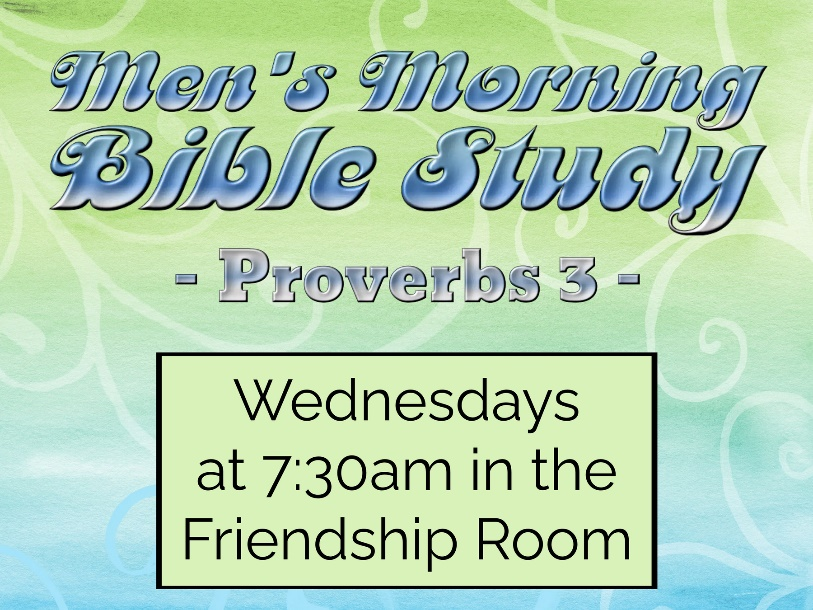 Men's Morning
Bible Study
- Proverbs 3 -
Wednesdays
at 7:30am in the
Friendship Room